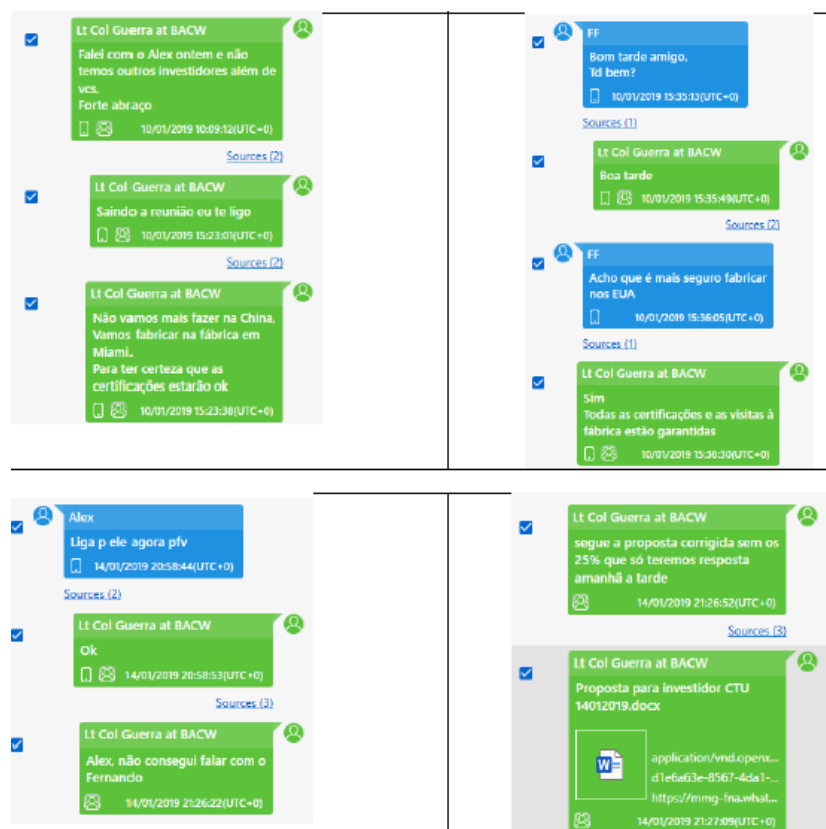 Lt Col Guerra at BACW
Falei com o Alex ontem e não
temos outros investidores além de
vcs.
Forte abraço
10/01/2019 10:09:12(UTC+0)
Sources (2)
Lt Col Guerra at BACW
Saindo a reunião eu te ligo
10/01/2019 15:23:01(UTC+0)
Sources (2)
Lt Col Guerra at BACW
Não vamos mais fazer na China,
Vamos fabricar na fábrica em
Miami..
Para ter certeza que as
certificações estarão ok
10/01/2019 15:23:38(UTC+0)
FF
Bom tarde amigo,
Td bem?
10/01/2019 15:35:13(UTC+0)
Sources (1)
Lt Col Guerra at BACW
Boa tarde
10/01/2019 15:35:49(UTC+0)
Sources (2)
FF
Acho que é mais seguro fabricar
nos EUA
10/01/2019 15:36:05(UTC+0)
Sources (1)
Lt Col Guerra at BACW
Sim
Todas as certificações e as visitas à
fábrica estão garantidas
10/01/2019 15:36:30(UTC+0)
Alex
Liga p ele agora pfv
14/01/2019 20:58:44(UTC+0)
Sources (2)
Lt Col Guerra at BACW
Ok
14/01/2019 20:58:53(UTC+0)
Sources (3)
Lt Col Guerra at BACW
Alex, não consegui falar com o
Fernando
14/01/2019 21:26:22(UTC+0)
Lt Col Guerra at BACW
segue a proposta corrigida sem os
25% que só teremos resposta
amanhã a tarde
14/01/2019 21:26:52(UTC+0)
Sources (3)
Lt Col Guerra at BACW
Proposta para investidor CTU
14012019.docx
application/vnd.openx...
d1e6a63e-8567-4da1-...
https://mmg-fna.what...
14/01/2019 21:27:09(UTC+0)